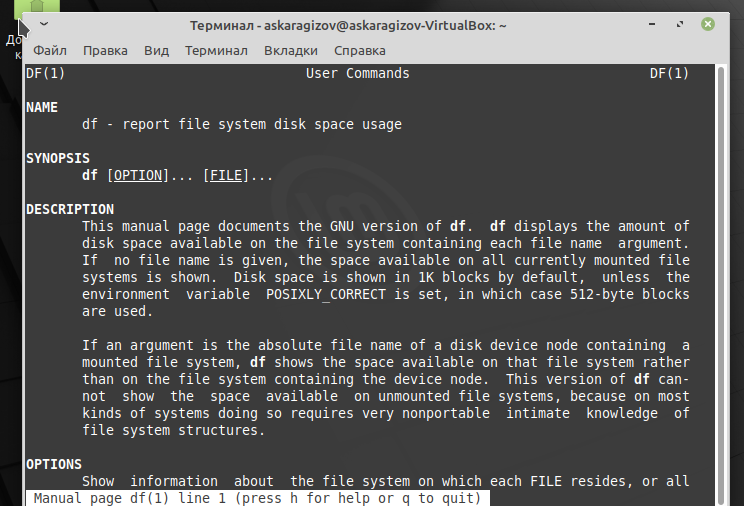 До
к
Терминал - askaragizov@askaragizov-VirtualBox: ~
Файл Правка Вид Терминал Вкладки Справка
DF(1) User Commands DF(1)
NAME
df - report file system disk space usage
SYNOPSIS
df [OPTION]... [FILE]...
DESCRIPTION
This manual page documents the GNU version of df. df displays the amount of
disk space available on the file system containing each file name argument.
If no file name is given, the space available on all currently mounted file
systems is shown. Disk space is shown in 1K blocks by default, unless the
environment variable POSIXLY_CORRECT is set, in which case 512-byte blocks
are used.
If an argument is the absolute file name of a disk device node containing a
mounted file system, df shows the space available on that file system rather
than on the file system containing the device node. This version of df can-
not show the space available on unmounted file systems, because on most
kinds of systems doing so requires very nonportable intimate knowledge of
file system structures.
OPTIONS
Show information about the file system on which each FILE resides, or all
Manual page df(1) line 1 (press h for help or q to quit)